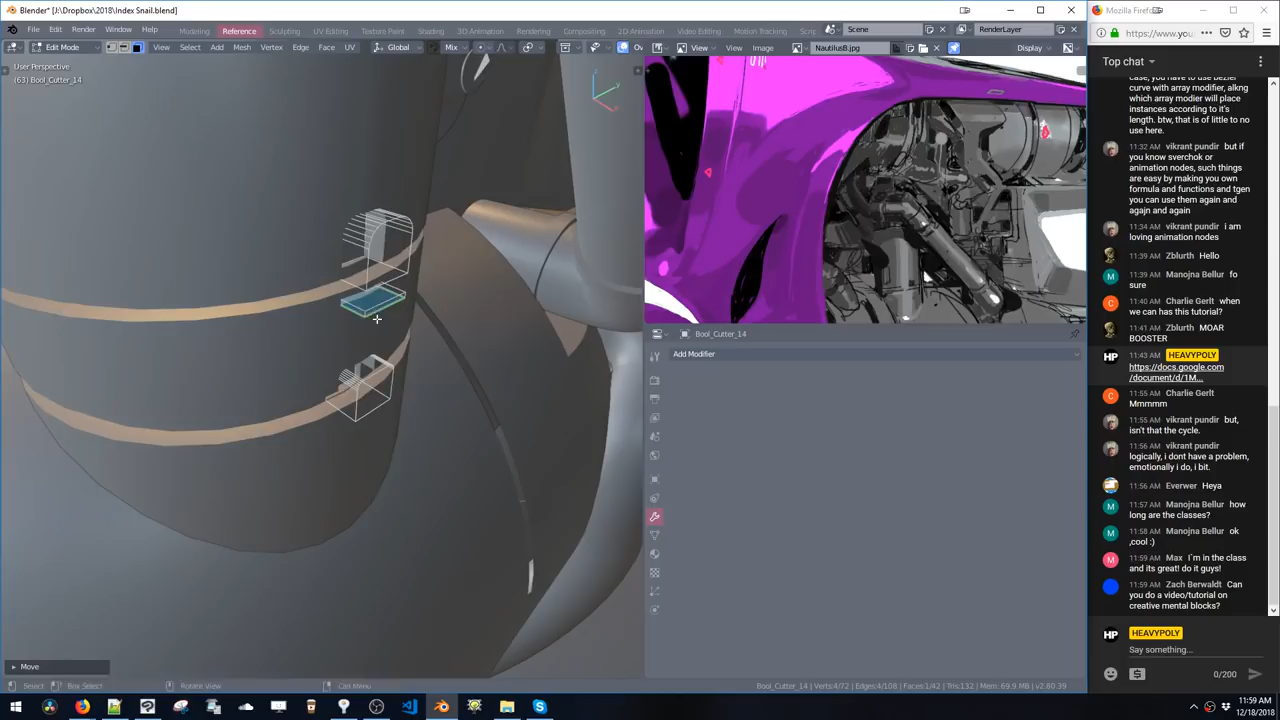 Blender* [J:\Dropbox\2018\Index Snail.blend]
File Edit Render Window Help
Modeling Reference Sculpting UV Editing Texture Paint Shading Animation Rendering Compositing 2D Animation Video Editing Motion Tracking
Scene RenderLayer
Edit Mode View Select Add Mesh Vertex Edge Face UV Global Mix
View View Image NautilusB.jpg Display
User Perspective
(63) Bool_Cutter_14
Bool_Cutter_14
Add Modifier
Move
Select Box Select Rotate View Call Menu
Bool_Cutter_14 | Verts:4/72 | Edges:4/108 | Faces:1/42 | Tris:132 | Mem: 69.9 MB | v2.80.39
Mozilla Firefox
https://www.you
Top chat
case, you have to use bezier
curve with array modifier, alkng
which array modier will place
instances according to it's
length. btw, that is of little to no
use here.
11:32 AM vikrant pundir but if
you know sverchok or
animation nodes, such things
are easy by making you own
formula and functions and tgen
you can use them again and
agajn and again
11:34 AM vikrant pundir i am
loving animation nodes
11:39 AM Zblurth Hello
11:39 AM Manojna Bellur fo
sure
11:40 AM Charlie Gerlt when
we can has this tutorial?
11:41 AM Zblurth MOAR
BOOSTER
11:43 AM HEAVYPOLY
https://docs.google.com
/document/d/1M...
11:55 AM Charlie Gerlt
Mmmmm
11:55 AM vikrant pundir but,
isn't that the cycle.
11:56 AM vikrant pundir
logically, i dont have a problem,
emotionally i do, i bit.
11:56 AM Everwer Heya
11:57 AM Manojna Bellur how
long are the classes?
11:58 AM Manojna Bellur ok
,cool :)
11:59 AM Max I`m in the class
and its great! do it guys!
11:59 AM Zach Berwaldt Can
you do a video/tutorial on
creative mental blocks?
HEAVYPOLY
Say something...
0/200
11:59 AM
12/18/2018